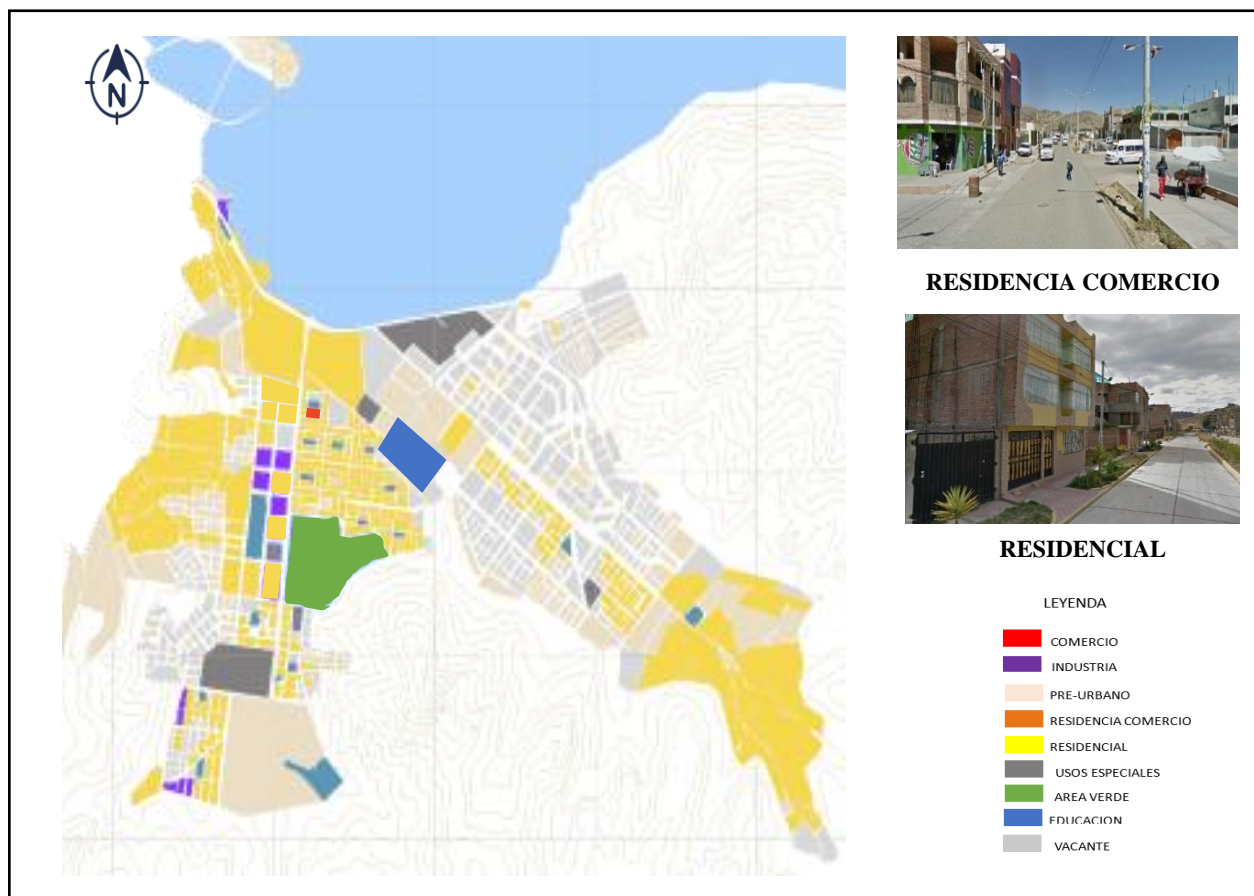 N
RESIDENCIA COMERCIO
RESIDENCIAL
LEYENDA
COMERCIO
INDUSTRIA
PRE-URBANO
RESIDENCIA COMERCIO
RESIDENCIAL
USOS ESPECIALES
AREA VERDE
EDUCACION
VACANTE